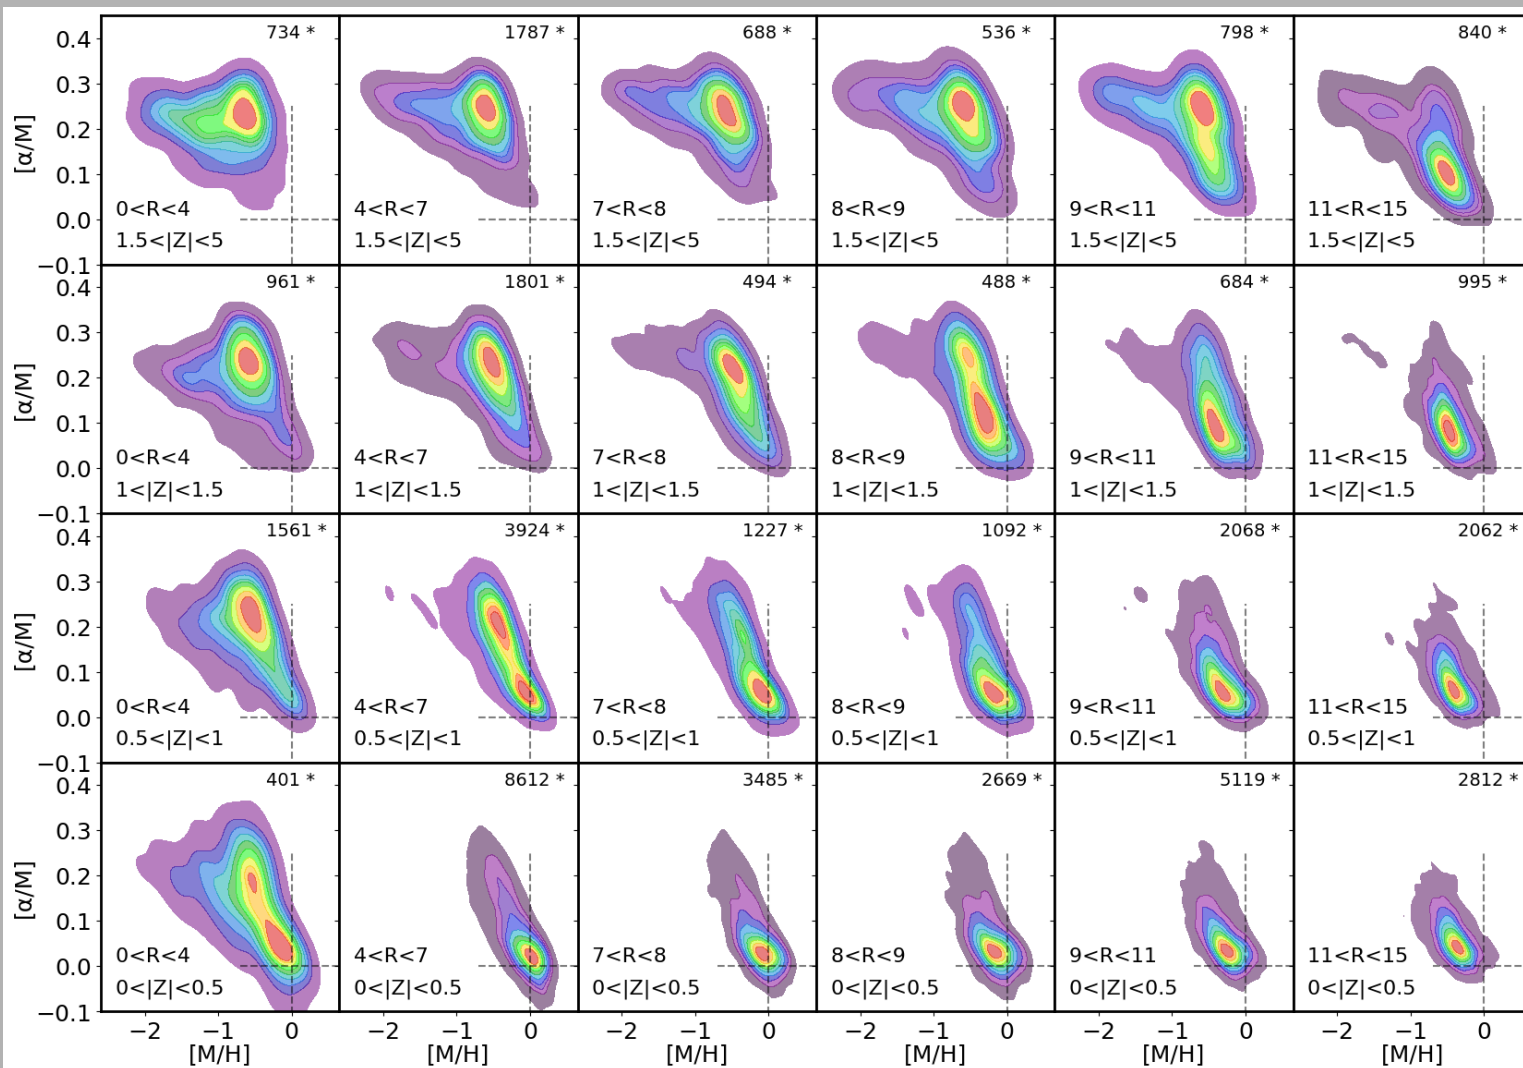 734 *
1787 *
688 *
536 *
798 *
840 *
0.4
0.3
0.2
0.1
0.0
−0.1
[α/M]
0<R<4
1.5<|Z|<5
4<R<7
1.5<|Z|<5
7<R<8
1.5<|Z|<5
8<R<9
1.5<|Z|<5
9<R<11
1.5<|Z|<5
11<R<15
1.5<|Z|<5
961 *
1801 *
494 *
488 *
684 *
995 *
0.4
0.3
0.2
0.1
0.0
−0.1
[α/M]
0<R<4
1<|Z|<1.5
4<R<7
1<|Z|<1.5
7<R<8
1<|Z|<1.5
8<R<9
1<|Z|<1.5
9<R<11
1<|Z|<1.5
11<R<15
1<|Z|<1.5
1561 *
3924 *
1227 *
1092 *
2068 *
2062 *
0.4
0.3
0.2
0.1
0.0
−0.1
[α/M]
0<R<4
0.5<|Z|<1
4<R<7
0.5<|Z|<1
7<R<8
0.5<|Z|<1
8<R<9
0.5<|Z|<1
9<R<11
0.5<|Z|<1
11<R<15
0.5<|Z|<1
401 *
8612 *
3485 *
2669 *
5119 *
2812 *
0.4
0.3
0.2
0.1
0.0
−0.1
[α/M]
0<R<4
0<|Z|<0.5
4<R<7
0<|Z|<0.5
7<R<8
0<|Z|<0.5
8<R<9
0<|Z|<0.5
9<R<11
0<|Z|<0.5
11<R<15
0<|Z|<0.5
−2 −1 0
−2 −1 0
−2 −1 0
−2 −1 0
−2 −1 0
−2 −1 0
[M/H]
[M/H]
[M/H]
[M/H]
[M/H]
[M/H]